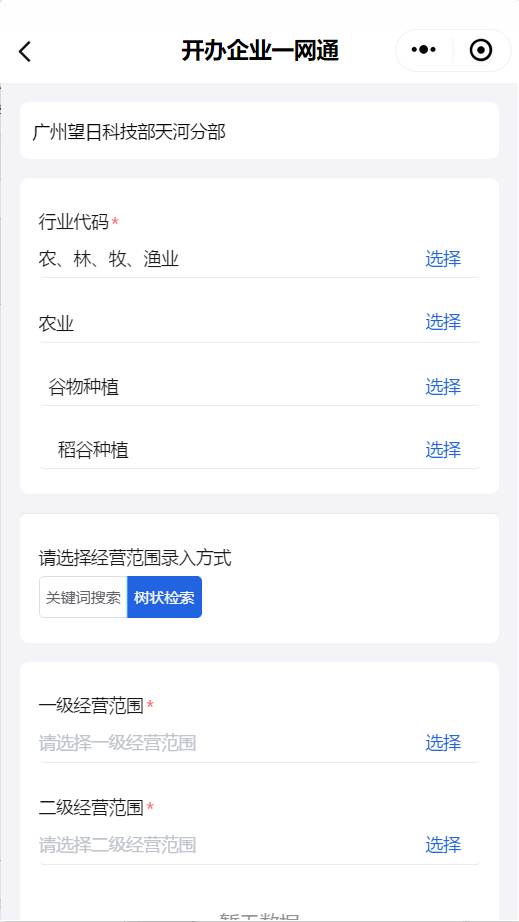 开办企业一网通
广州望日科技部天河分部
行业代码*
农、林、牧、渔业 选择
农业 选择
谷物种植 选择
稻谷种植 选择
请选择经营范围录入方式
关键词搜索 树状检索
一级经营范围*
请选择一级经营范围 选择
二级经营范围*
请选择二级经营范围 选择
暂无数据